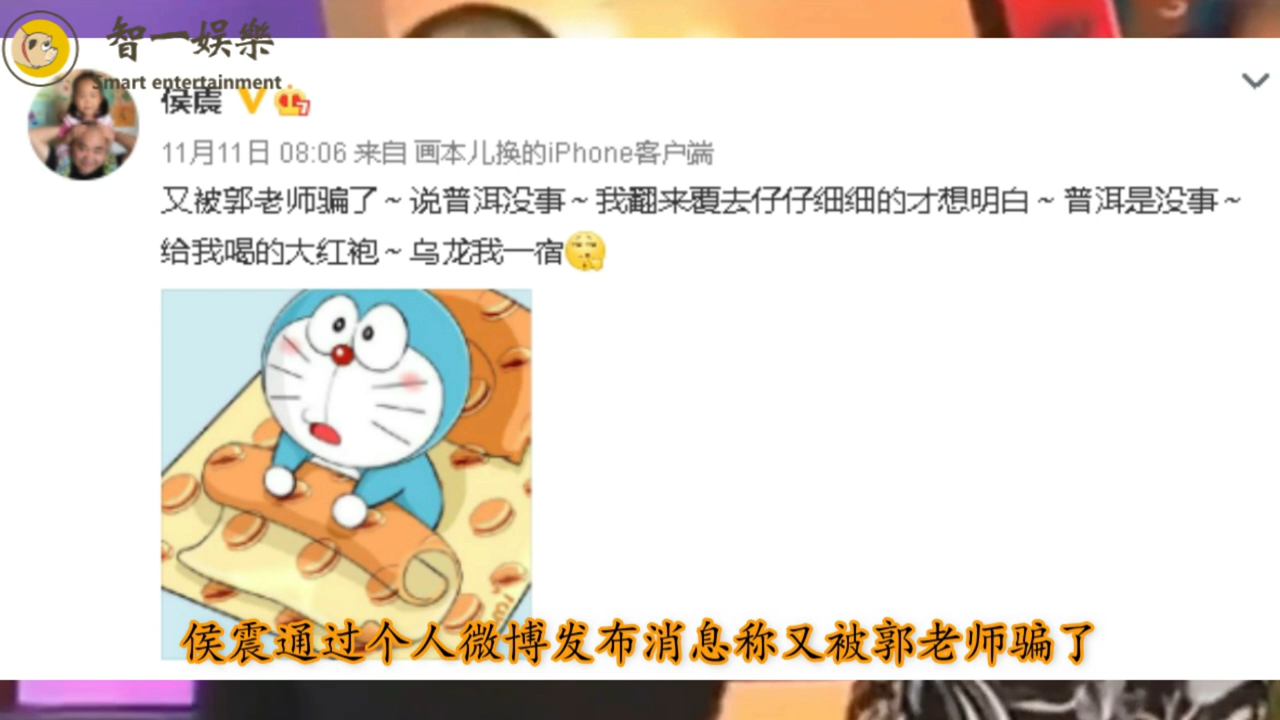 智一娱樂
Smart entertainment
侯震
11月11日 08:06 来自 画本儿换的iPhone客户端
又被郭老师骗了~说普洱没事~我翻来覆去仔仔细细的才想明白~普洱是没事~
给我喝的大红袍~乌龙我一宿
侯震通过个人微博发布消息称又被郭老师骗了